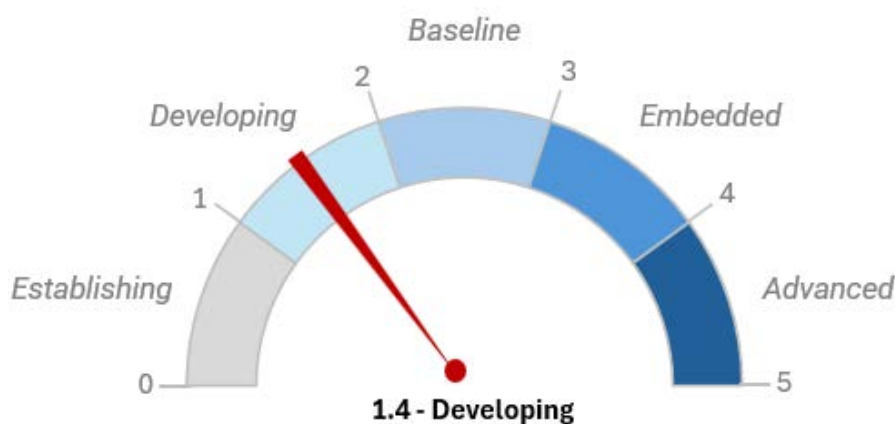 Baseline
2
3
Developing
Embedded
1
4
Establishing
Advanced
0
5
1.4 - Developing